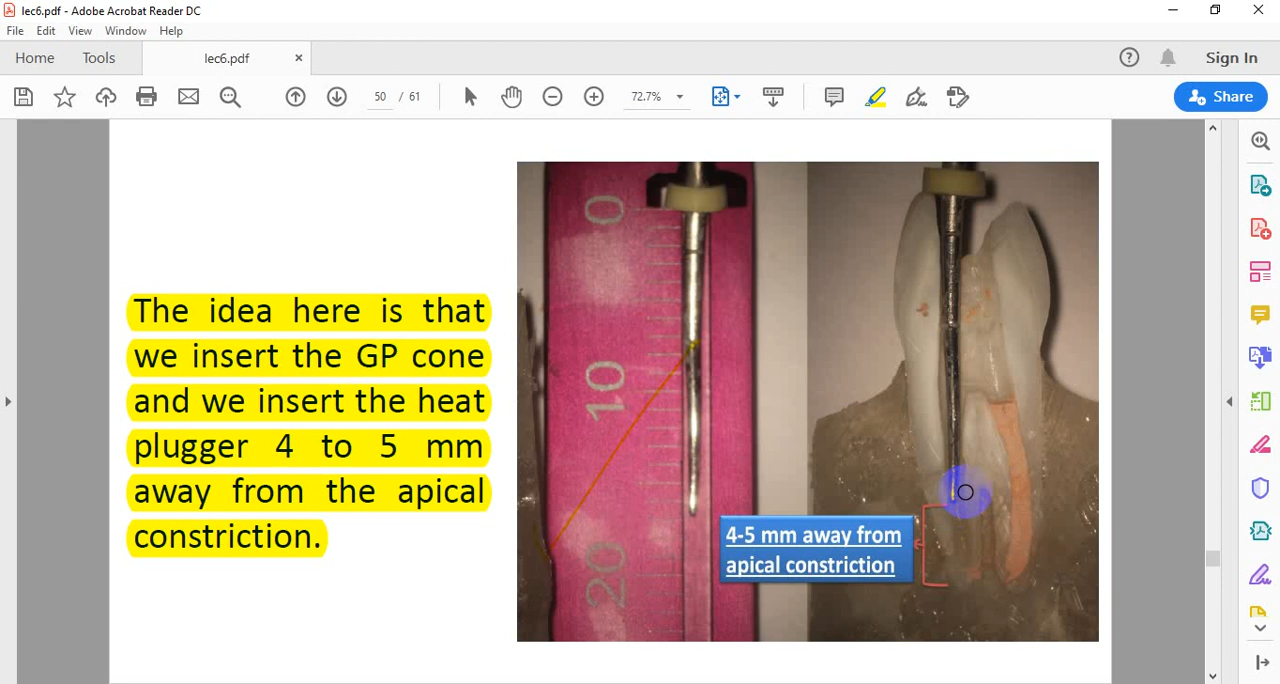 lec6.pdf - Adobe Acrobat Reader DC
File Edit View Window Help
Home Tools lec6.pdf × Sign In
50 / 61 72.7% Share
The idea here is that
we insert the GP cone
and we insert the heat
plugger 4 to 5 mm
away from the apical
constriction.
0
10
20
4-5 mm away from
apical constriction